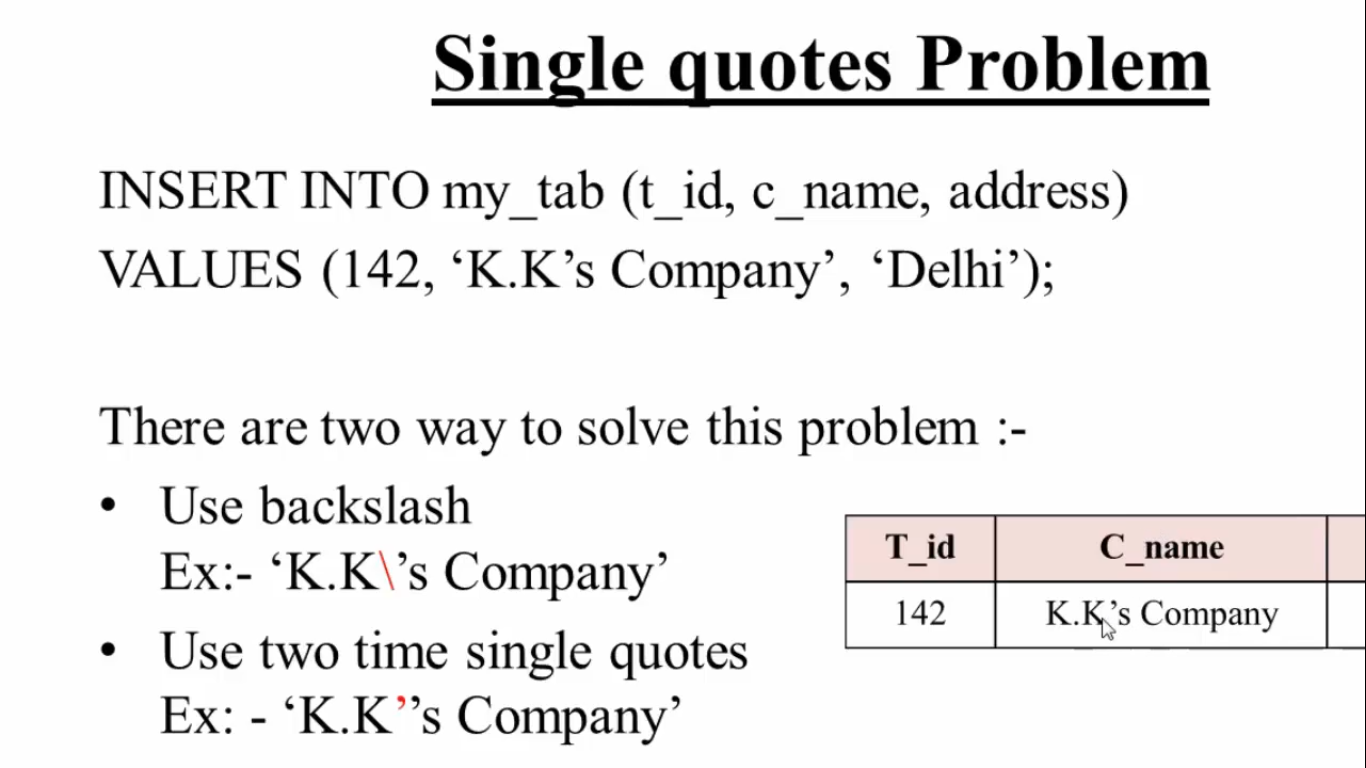 Single quotes Problem
INSERT INTO my_tab (t_id, c_name, address)
VALUES (142, ‘K.K’s Company’, ‘Delhi’);
There are two way to solve this problem :-
• Use backslash
Ex:- ‘K.K\’s Company’
• Use two time single quotes
Ex: - ‘K.K’’s Company’
T_id C_name
142 K.K’s Company